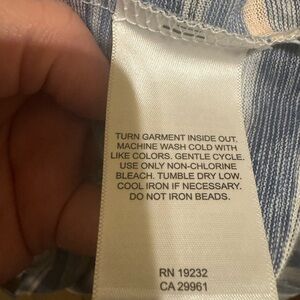 TURN GARMENT INSIDE OUT.
MACHINE WASH COLD WITH
LIKE COLORS. GENTLE CYCLE.
USE ONLY NON-CHLORINE
BLEACH. TUMBLE DRY LOW.
COOL IRON IF NECESSARY.
DO NOT IRON BEADS.
RN 19232
CA 29961